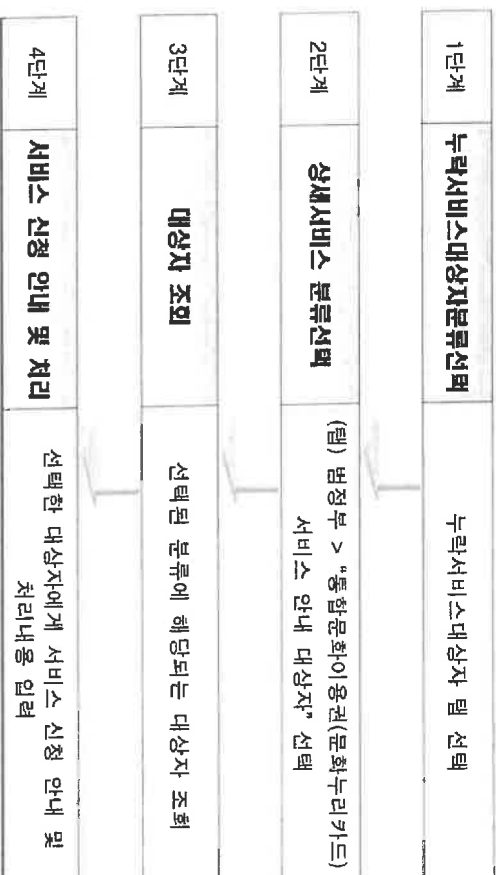 1단계
누락서비스대상자분류선택
누락서비스대상자 탭 선택
2단계
상세서비스 분류선택
(탭) 범정부 > "통합문화이용권(문화누리카드)
서비스 안내 대상자" 선택
3단계
대상자 조회
선택된 분류에 해당되는 대상자 조회
4단계
서비스 신청 안내 및 처리
선택한 대상자에게 서비스 신청 안내 및
처리내용 입력